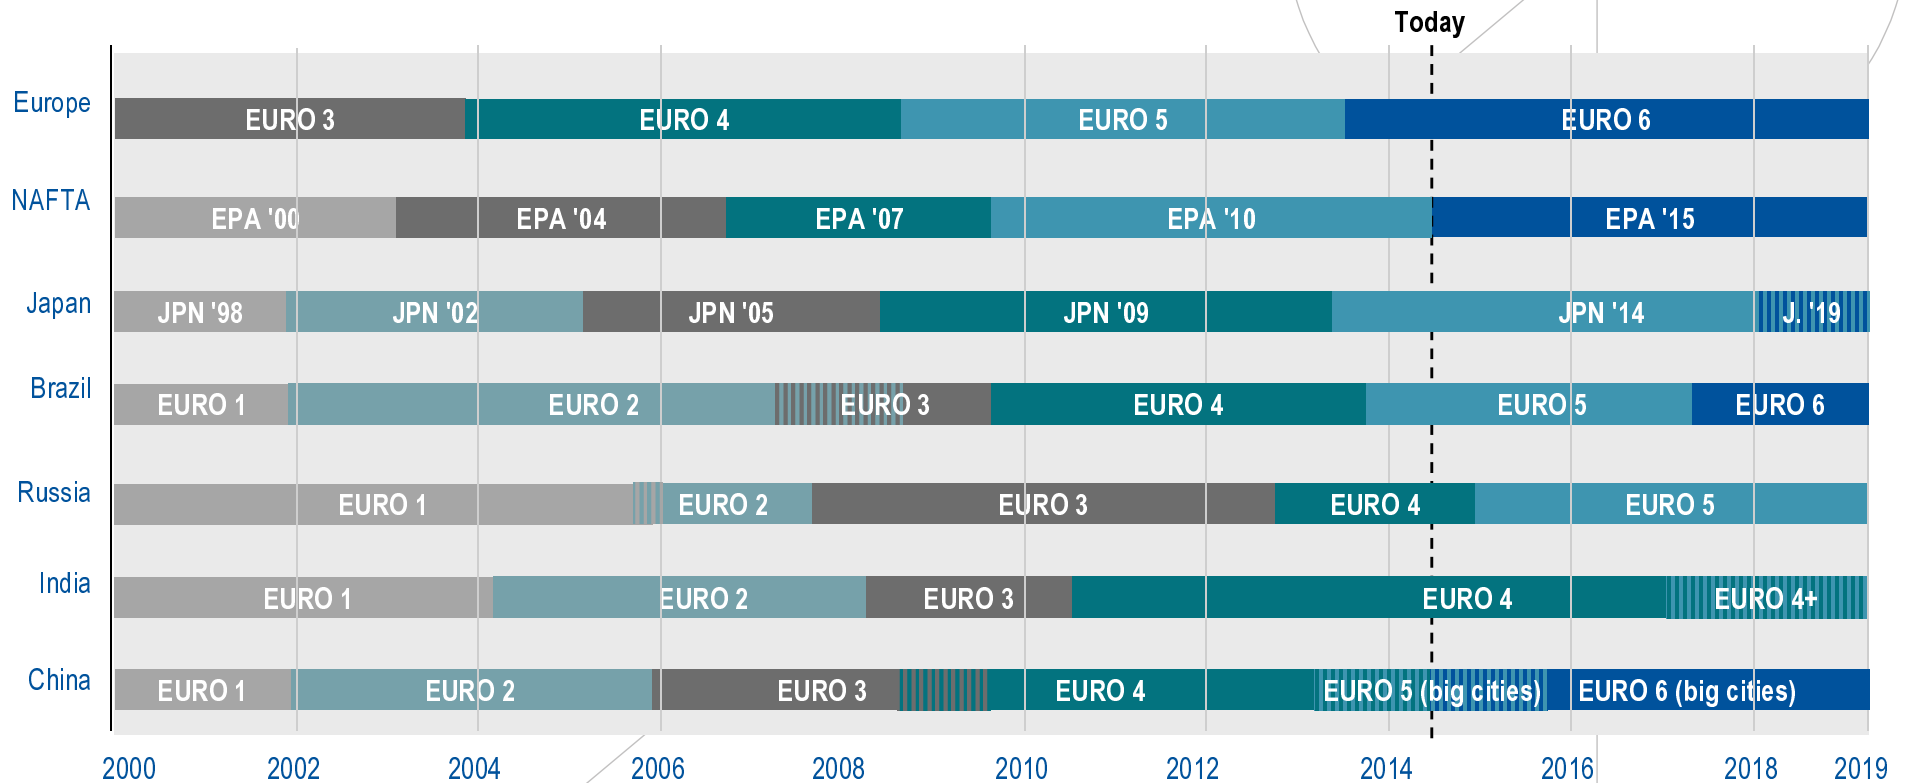 Today
Europe EURO 3 EURO 4 EURO 5 EURO 6
NAFTA EPA '00 EPA '04 EPA '07 EPA '10 EPA '15
Japan JPN '98 JPN '02 JPN '05 JPN '09 JPN '14 J. '19
Brazil EURO 1 EURO 2 EURO 3 EURO 4 EURO 5 EURO 6
Russia EURO 1 EURO 2 EURO 3 EURO 4 EURO 5
India EURO 1 EURO 2 EURO 3 EURO 4 EURO 4+
China EURO 1 EURO 2 EURO 3 EURO 4 EURO 5 (big cities) EURO 6 (big cities)
2000 2002 2004 2006 2008 2010 2012 2014 2016 2018 2019